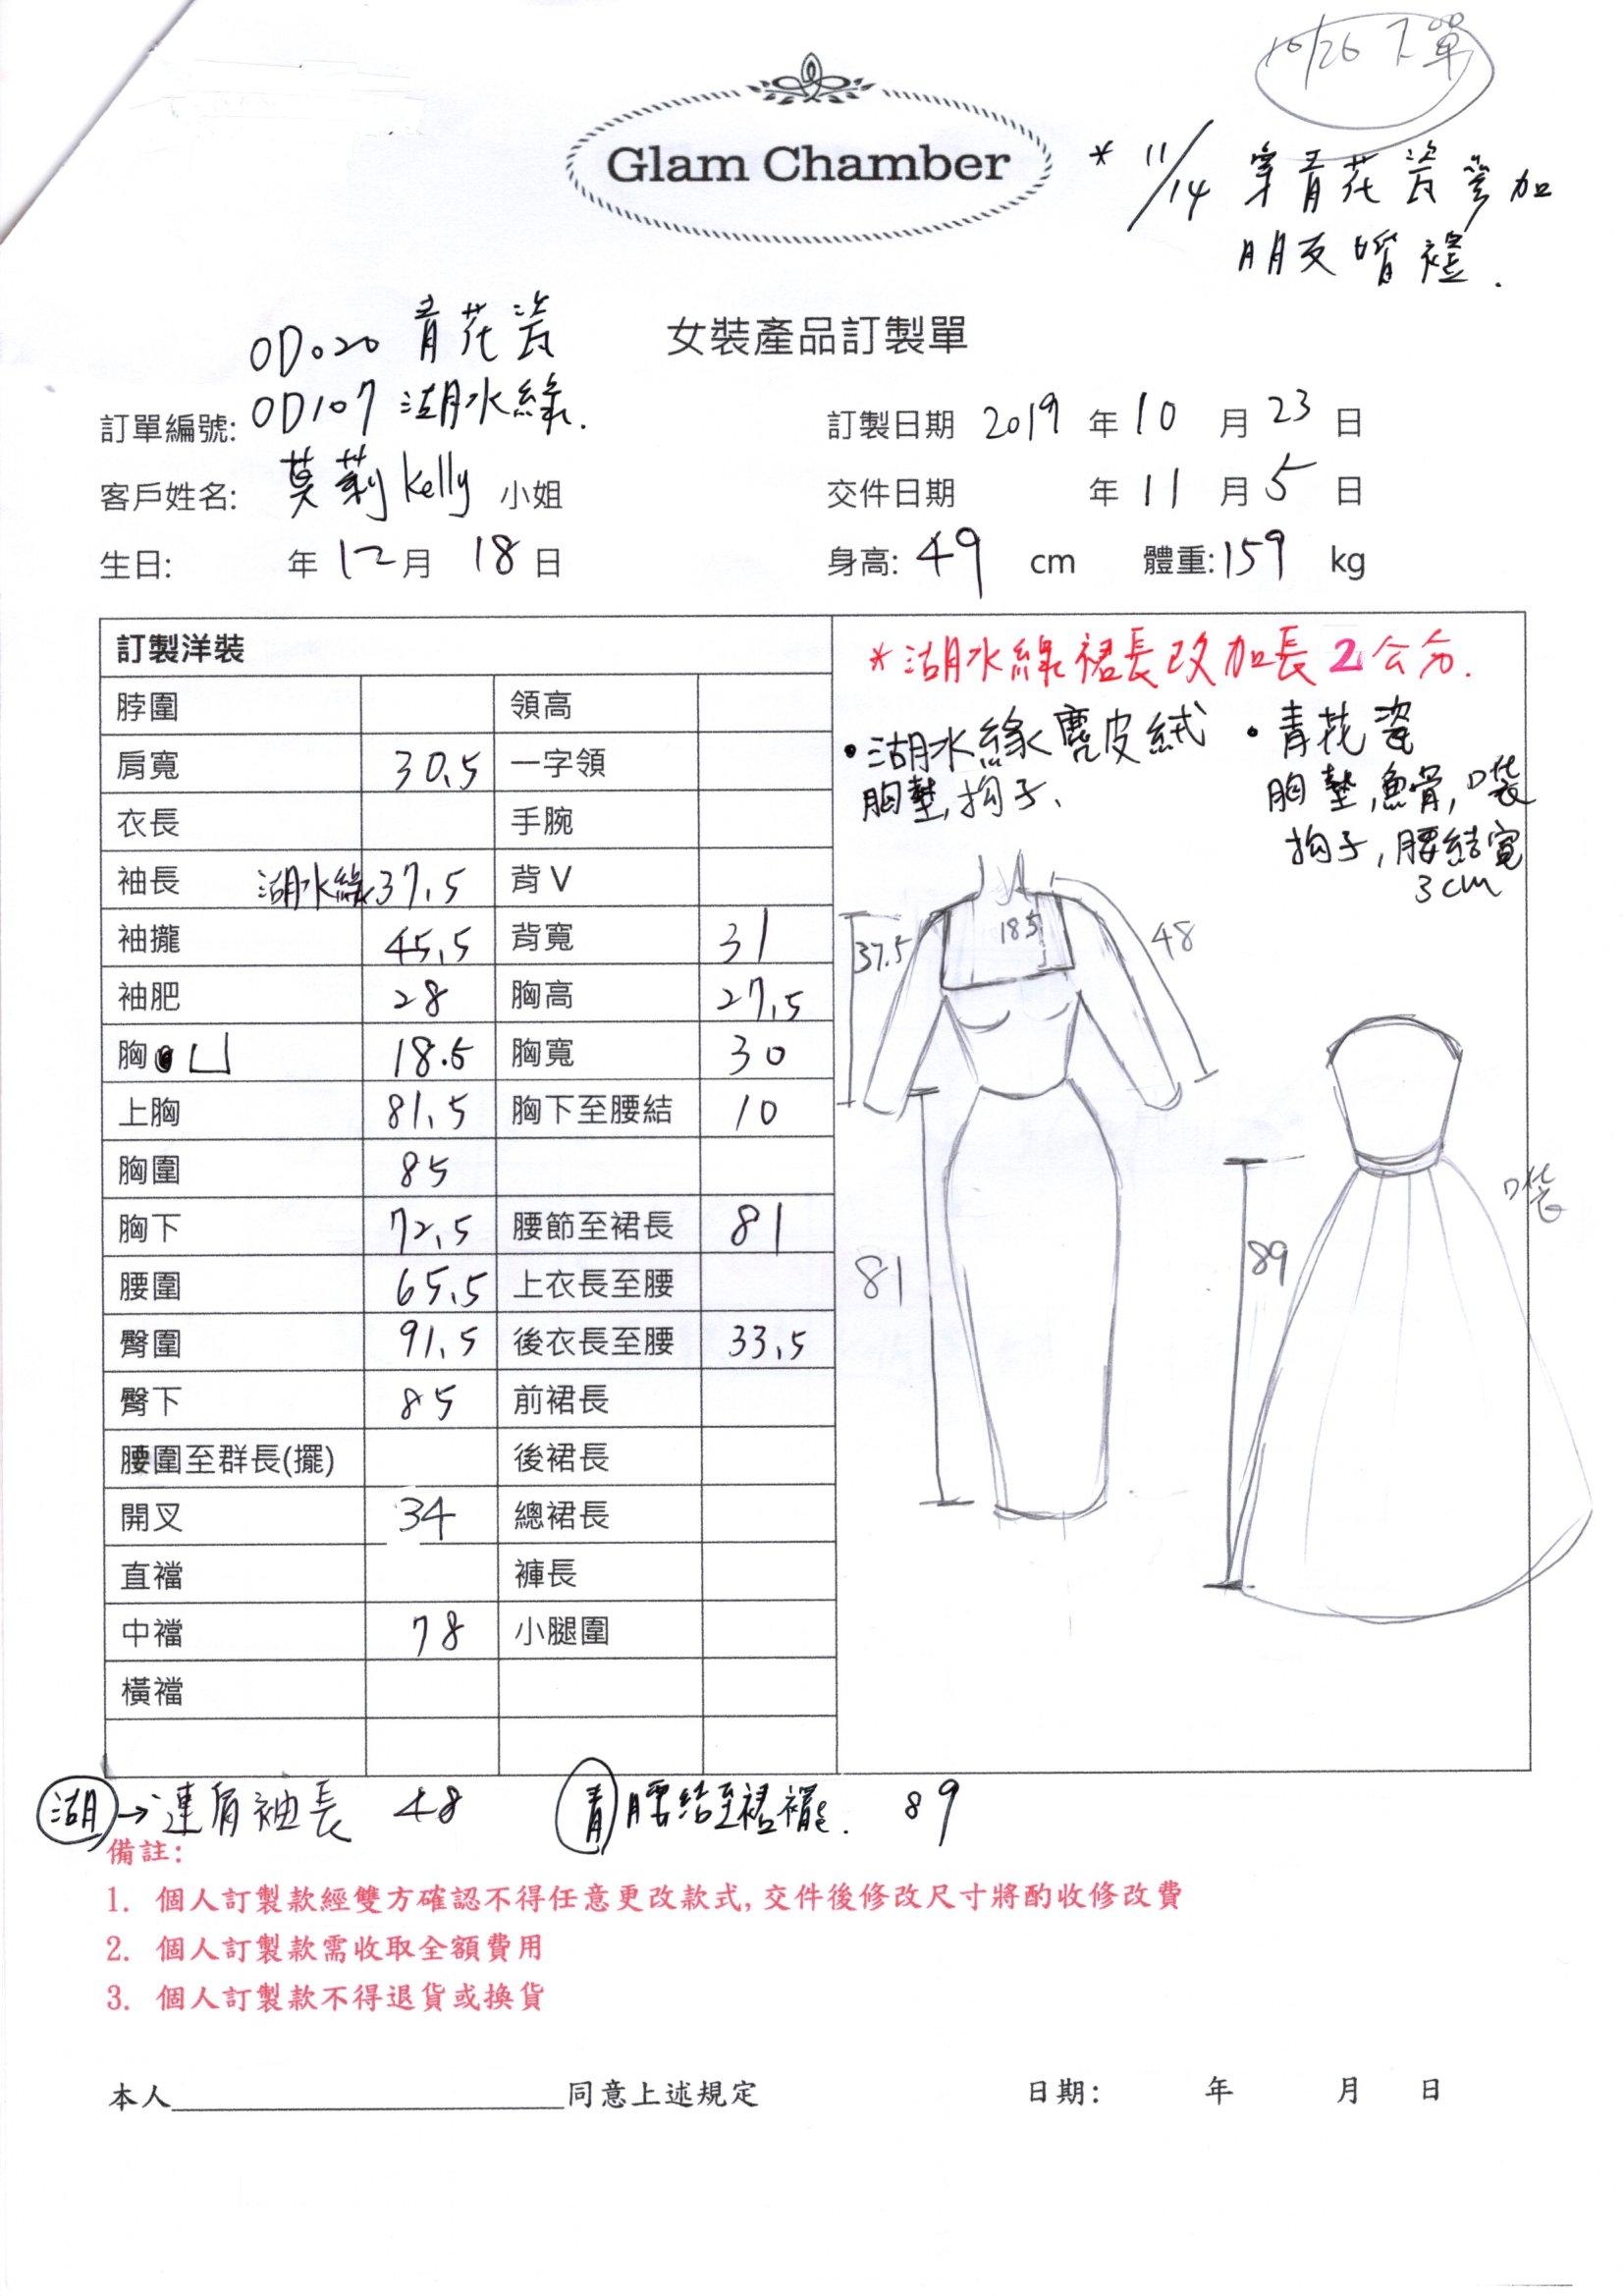 10/26 下單
Glam Chamber
* 11/14 穿青花瓷參加
朋友婚禮.
女裝產品訂製單
OD020 青花瓷
訂單編號: OD107 湖水綠.
訂製日期 2019 年 10 月 23 日
客戶姓名: 莫莉 Kelly 小姐
交件日期 年 11 月 5 日
生日: 年 12 月 18 日
身高: 49 cm 體重: 159 kg
訂製洋裝
脖圍 領高
肩寬 30.5 一字領
衣長 手腕
袖長 湖水綠 37.5 背 V
袖攏 45.5 背寬 31
袖肥 28 胸高 27.5
胸 凵 18.5 胸寬 30
上胸 81.5 胸下至腰結 10
胸圍 85
胸下 72.5 腰節至裙長 81
腰圍 65.5 上衣長至腰
臀圍 91.5 後衣長至腰 33.5
臀下 85 前裙長
腰圍至群長(擺) 後裙長
開叉 34 總裙長
直襠 褲長
中襠 78 小腿圍
橫襠
*湖水綠裙長改加長 2 公分.
•湖水綠麂皮絨
胸墊,拘子、
•青花瓷
胸墊,魚骨,口袋
拘子,腰結寬
3cm
18.5
37.5
48
81
89
口袋
湖→連肩袖長 48 青 腰結至裙襬. 89
備註:
1. 個人訂製款經雙方確認不得任意更改款式, 交件後修改尺寸將酌收修改費
2. 個人訂製款需收取全額費用
3. 個人訂製款不得退貨或換貨
本人____________________同意上述規定 日期: 年 月 日